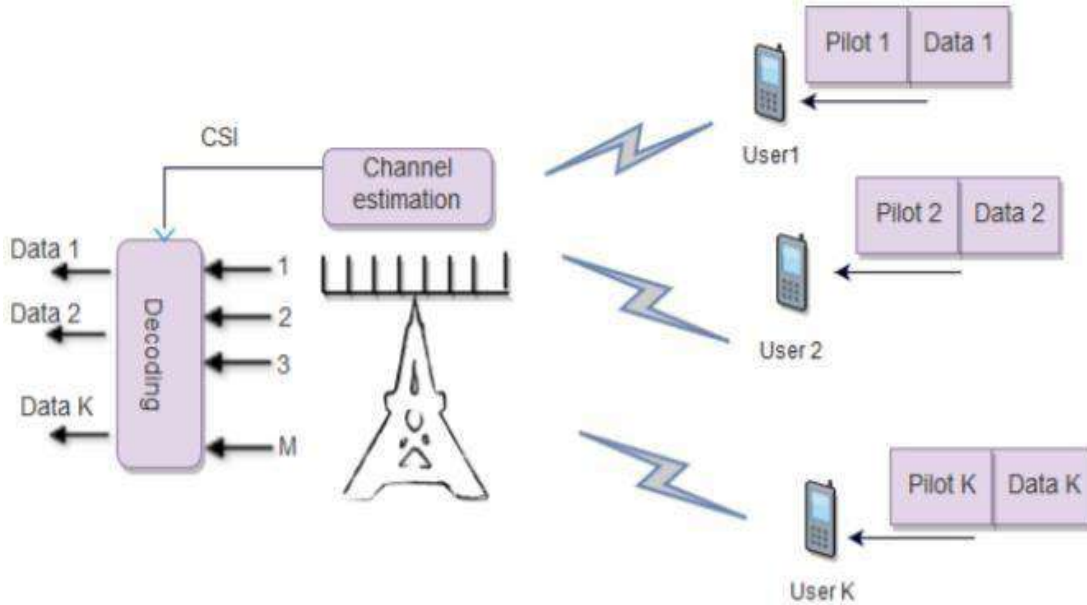 Pilot 1 Data 1
User1
CSI
Channel
estimation
Pilot 2 Data 2
User 2
Data 1
Data 2
Data K
Decoding
1
2
3
M
Pilot K Data K
User K